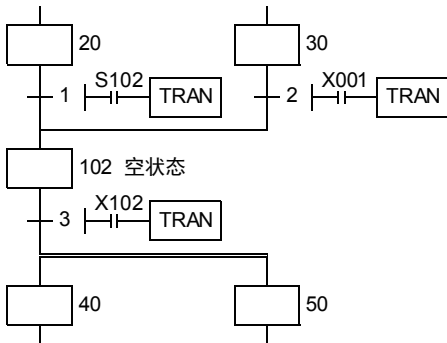 20 30
1 S102 TRAN 2 X001 TRAN
102 空状态
3 X102 TRAN
40 50